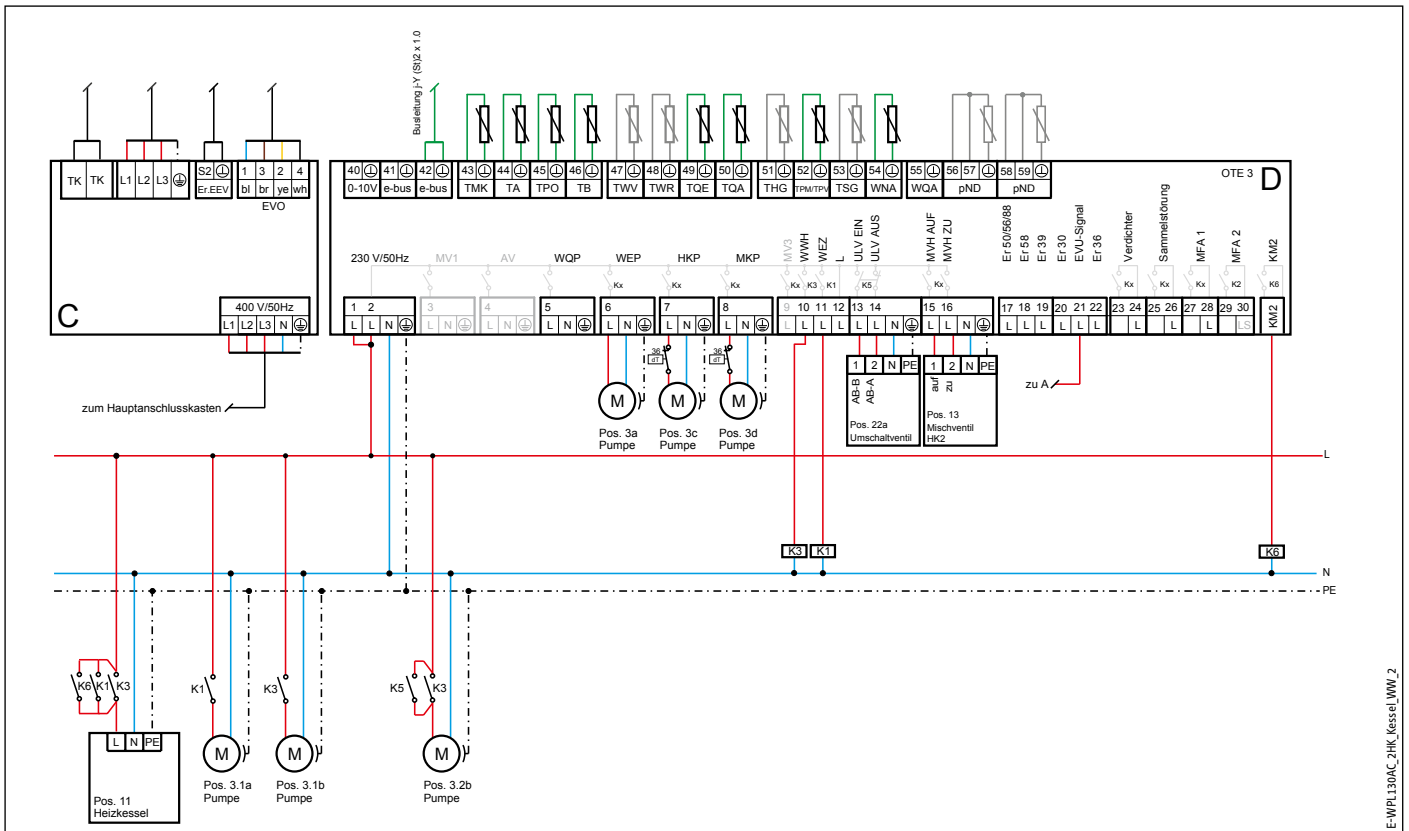 Busleitung j-Y (St)2 x 1.0
TK TK L1 L2 L3 S2 1 3 2 4
Er.EEV bl br ye wh
EVO
40 41 42 43 44 45 46 47 48 49 50 51 52 53 54 55 56 57 58 59
0-10V e-bus e-bus TMK TA TPO TB TWV TWR TQE TQA THG TPM/TPV TSG WNA WQA pND pND
OTE 3
D
230 V/50Hz MV1 AV WQP WEP HKP MKP MV3 WWH WEZ L ULV EIN ULV AUS MVH AUF MVH ZU Er 50/56/88 Er 58 Er 39 Er 30 EVU-Signal Er 36 Verdichter Sammelstörung MFA 1 MFA 2 KM2
Kx Kx Kx Kx K3 K1 K5 Kx Kx Kx Kx Kx K2 K6
C
400 V/50Hz
L1 L2 L3 N
1 2 3 4 5 6 7 8 9 10 11 12 13 14 15 16 17 18 19 20 21 22 23 24 25 26 27 28 29 30 KM2
L L N L N L N L N L N L N L N L L L L L L N L L N L L L L L L L L L LS
36 dT
36 dT
1 2 N PE
AB-B
AB-A
Pos. 22a
Umschaltventil
1 2 N PE
auf
zu
Pos. 13
Mischventil
HK2
zu A
zum Hauptanschlusskasten
M
Pos. 3a
Pumpe
M
Pos. 3c
Pumpe
M
Pos. 3d
Pumpe
L
K3 K1 K6
N
PE
K6 K1 K3
K1
K3
K5 K3
L N PE
Pos. 11
Heizkessel
M
Pos. 3.1a
Pumpe
M
Pos. 3.1b
Pumpe
M
Pos. 3.2b
Pumpe
E-WPL130AC_2HK_Kessel_WW_2